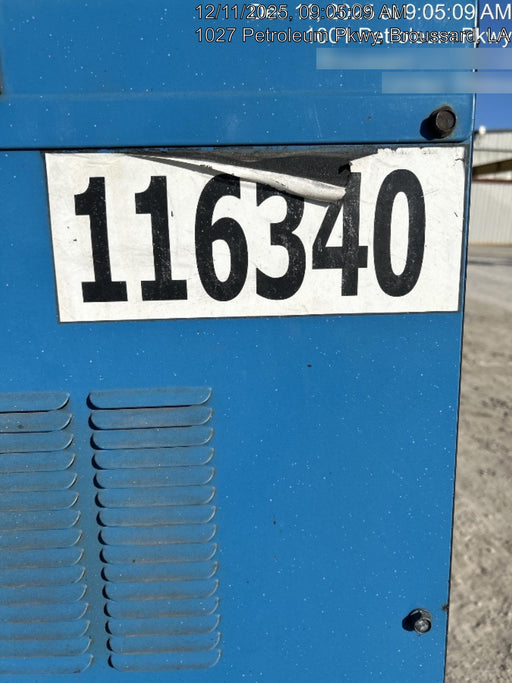 12/11/2025, 09:05:09 AM
1027 Petroleum Pkwy, Broussard, LA
116340